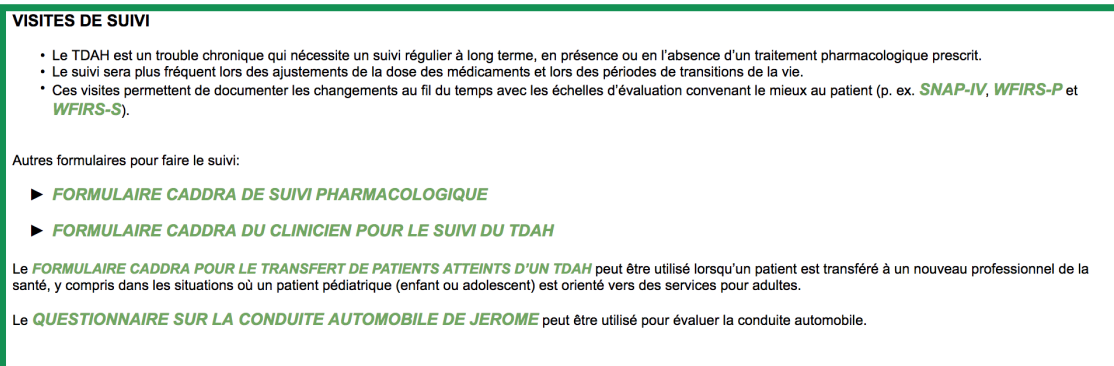 VISITES DE SUIVI
• Le TDAH est un trouble chronique qui nécessite un suivi régulier à long terme, en présence ou en l'absence d'un traitement pharmacologique prescrit.
• Le suivi sera plus fréquent lors des ajustements de la dose des médicaments et lors des périodes de transitions de la vie.
• Ces visites permettent de documenter les changements au fil du temps avec les échelles d'évaluation convenant le mieux au patient (p. ex. SNAP-IV, WFIRS-P et
WFIRS-S).
Autres formulaires pour faire le suivi:
► FORMULAIRE CADDRA DE SUIVI PHARMACOLOGIQUE
► FORMULAIRE CADDRA DU CLINICIEN POUR LE SUIVI DU TDAH
Le FORMULAIRE CADDRA POUR LE TRANSFERT DE PATIENTS ATTEINTS D'UN TDAH peut être utilisé lorsqu'un patient est transféré à un nouveau professionnel de la
santé, y compris dans les situations où un patient pédiatrique (enfant ou adolescent) est orienté vers des services pour adultes.
Le QUESTIONNAIRE SUR LA CONDUITE AUTOMOBILE DE JEROME peut être utilisé pour évaluer la conduite automobile.